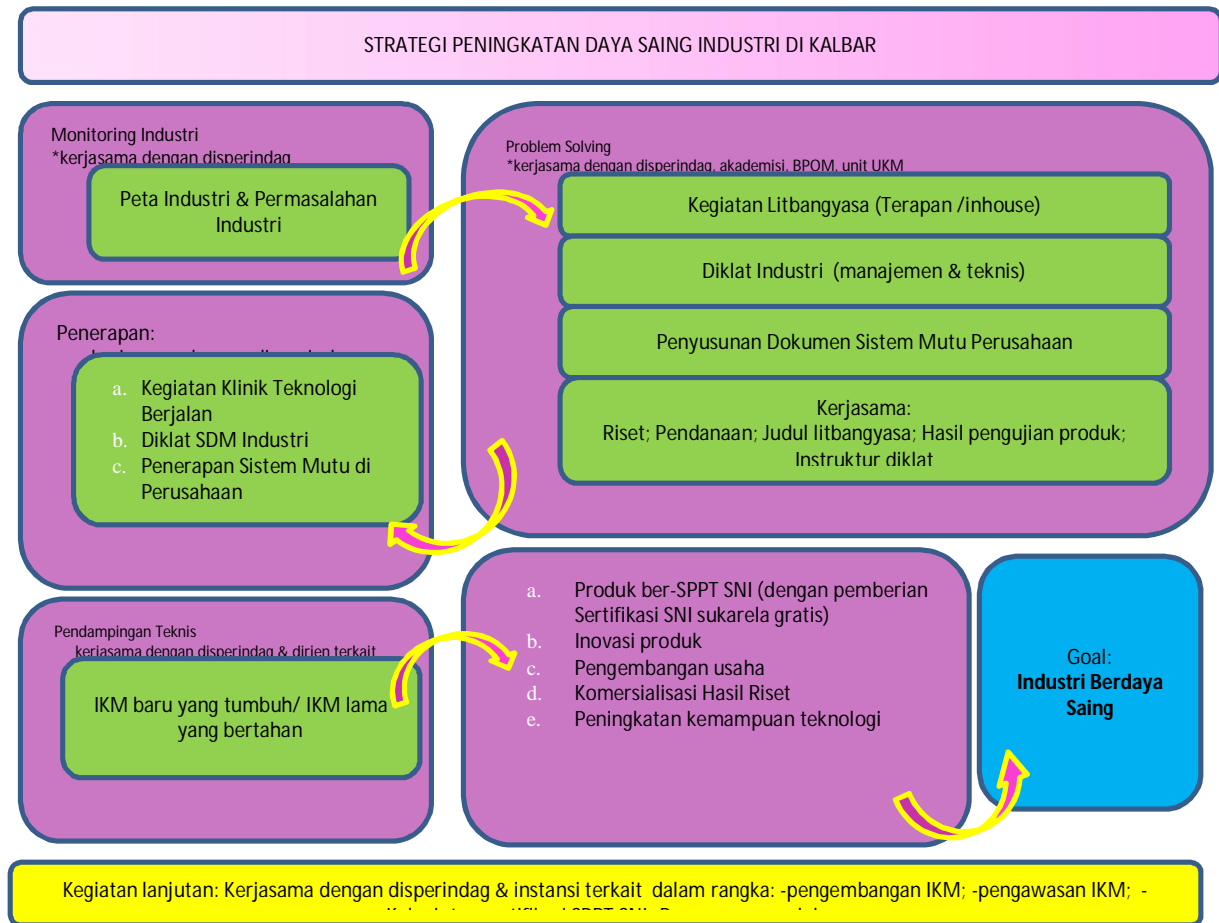 STRATEGI PENINGKATAN DAYA SAING INDUSTRI DI KALBAR
Monitoring Industri
*kerjasama dengan disperindag
Peta Industri & Permasalahan
Industri
Problem Solving
*kerjasama dengan disperindag, akademisi, BPOM, unit UKM
Kegiatan Litbangyasa (Terapan /inhouse)
Diklat Industri (manajemen & teknis)
Penyusunan Dokumen Sistem Mutu Perusahaan
Kerjasama:
Riset; Pendanaan; Judul litbangyasa; Hasil pengujian produk;
Instruktur diklat
Penerapan:
a. Kegiatan Klinik Teknologi
Berjalan
b. Diklat SDM Industri
c. Penerapan Sistem Mutu di
Perusahaan
Pendampingan Teknis
kerjasama dengan disperindag & dirjen terkait
IKM baru yang tumbuh/ IKM lama
yang bertahan
a. Produk ber-SPPT SNI (dengan pemberian
Sertifikasi SNI sukarela gratis)
b. Inovasi produk
c. Pengembangan usaha
d. Komersialisasi Hasil Riset
e. Peningkatan kemampuan teknologi
Goal:
Industri Berdaya
Saing
Kegiatan lanjutan: Kerjasama dengan disperindag & instansi terkait dalam rangka: -pengembangan IKM; -pengawasan IKM; -